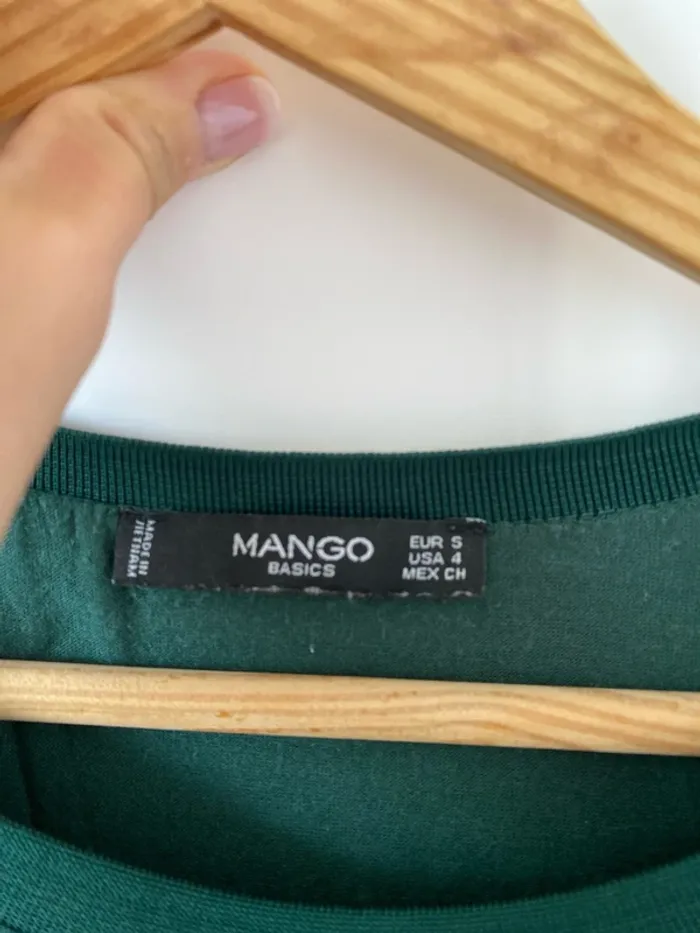 MADE IN
VIETNAM
MANGO
BASICS
EUR S
USA 4
MEX CH